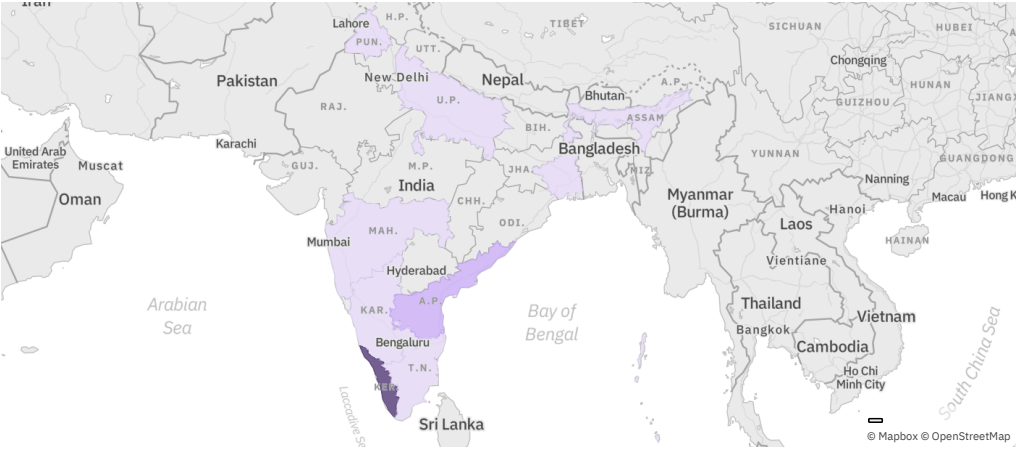 Iran
Lahore
H.P.
PUN.
UTT.
TIBET
SICHUAN
HUBEI
Chongqing
Pakistan
New Delhi
Nepal
A.P.
HUNAN
RAJ.
U.P.
Bhutan
GUIZHOU
JIANGX
ASSAM
BIH.
Karachi
Bangladesh
United Arab
Emirates
Muscat
GUJ.
M.P.
JHA.
MIZ.
YUNNAN
GUANGDONG
Oman
India
CHH.
Nanning
Myanmar
(Burma)
Macau
Hong K
Hanoi
Laos
MAH.
ODI.
Mumbai
HAINAN
Hyderabad
Vientiane
Arabian
Sea
KAR.
A.P.
Bay of
Bengal
Thailand
Bangkok
Vietnam
Bengaluru
Cambodia
T.N.
Ho Chi
Minh City
KER.
Laccadive Se
Sri Lanka
South China Sea
© Mapbox © OpenStreetMap